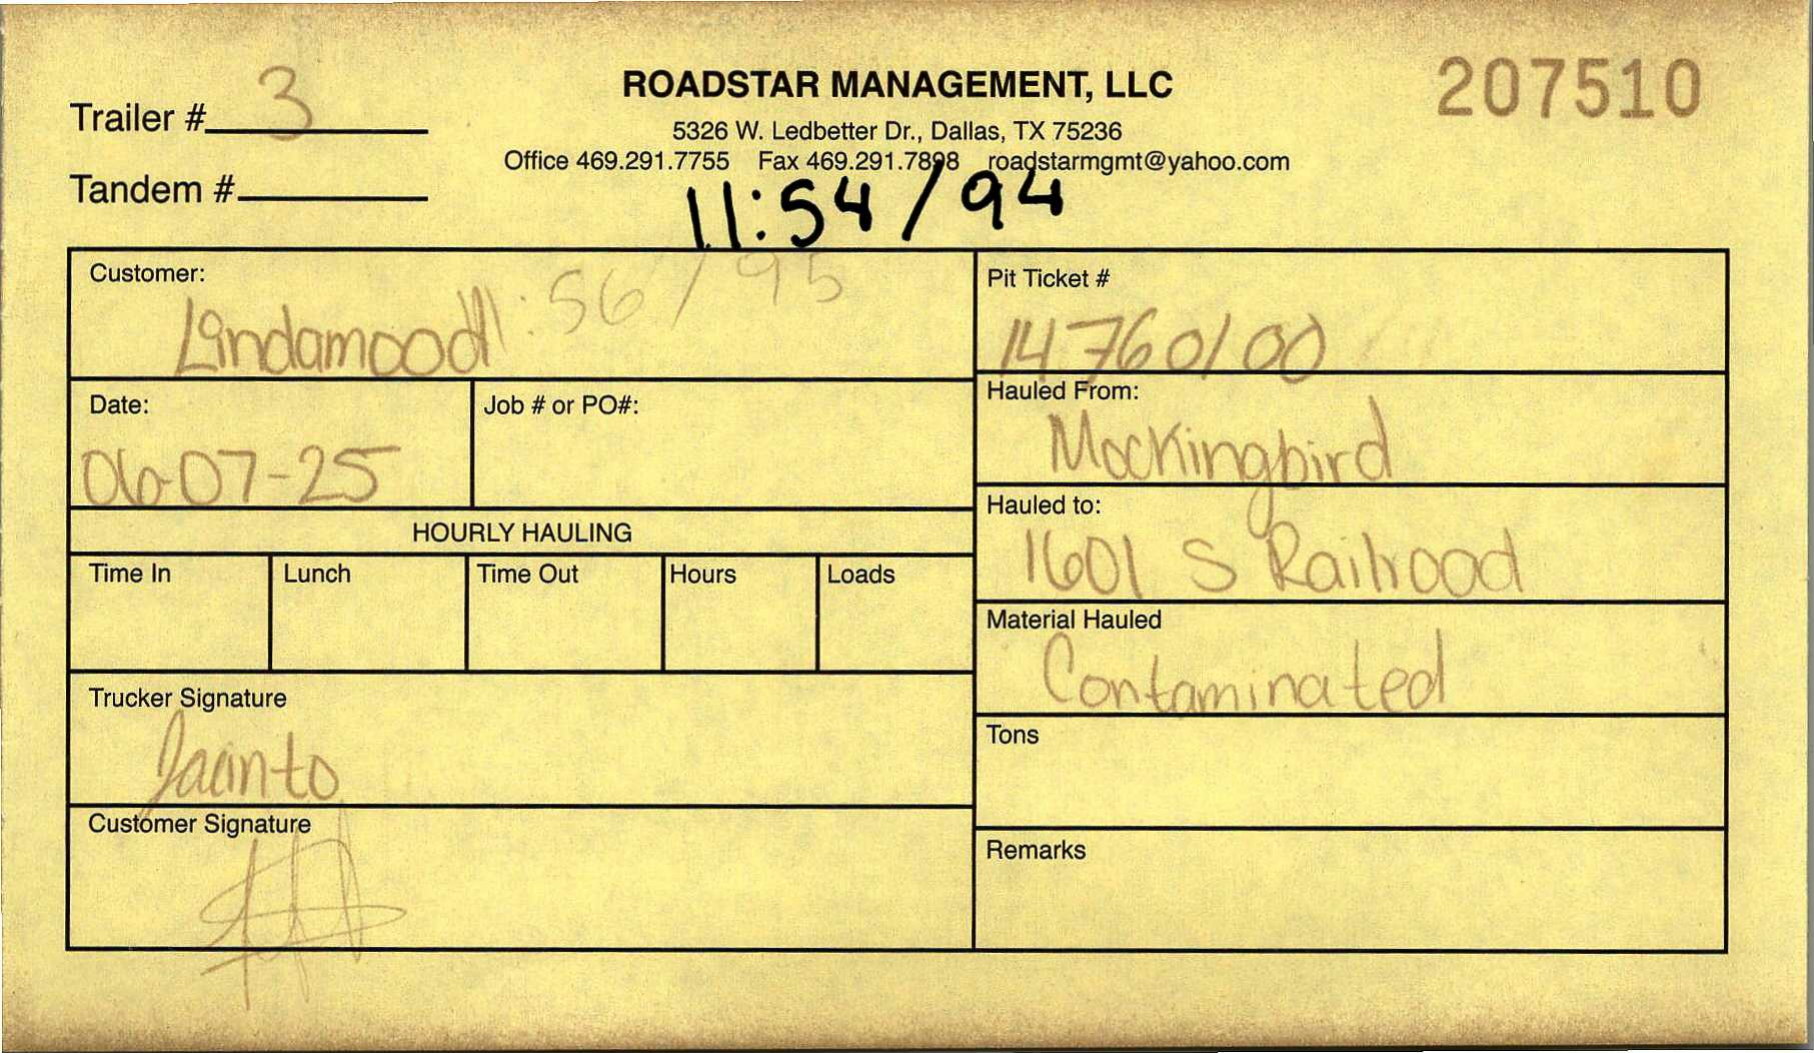 Trailer # 3
Tandem #
ROADSTAR MANAGEMENT, LLC
5326 W. Ledbetter Dr., Dallas, TX 75236
Office 469.291.7755 Fax 469.291.7898 roadstarmgmt@yahoo.com
207510
11:54 / 94
Customer:
Lindamood
11:56 / 95
Date:
06-07-25
Job # or PO#:
HOURLY HAULING
Time In
Lunch
Time Out
Hours
Loads
Trucker Signature
Jacinto
Customer Signature
Pit Ticket #
14760100
Hauled From:
Mockingbird
Hauled to:
1601 S Railroad
Material Hauled
Contaminated
Tons
Remarks